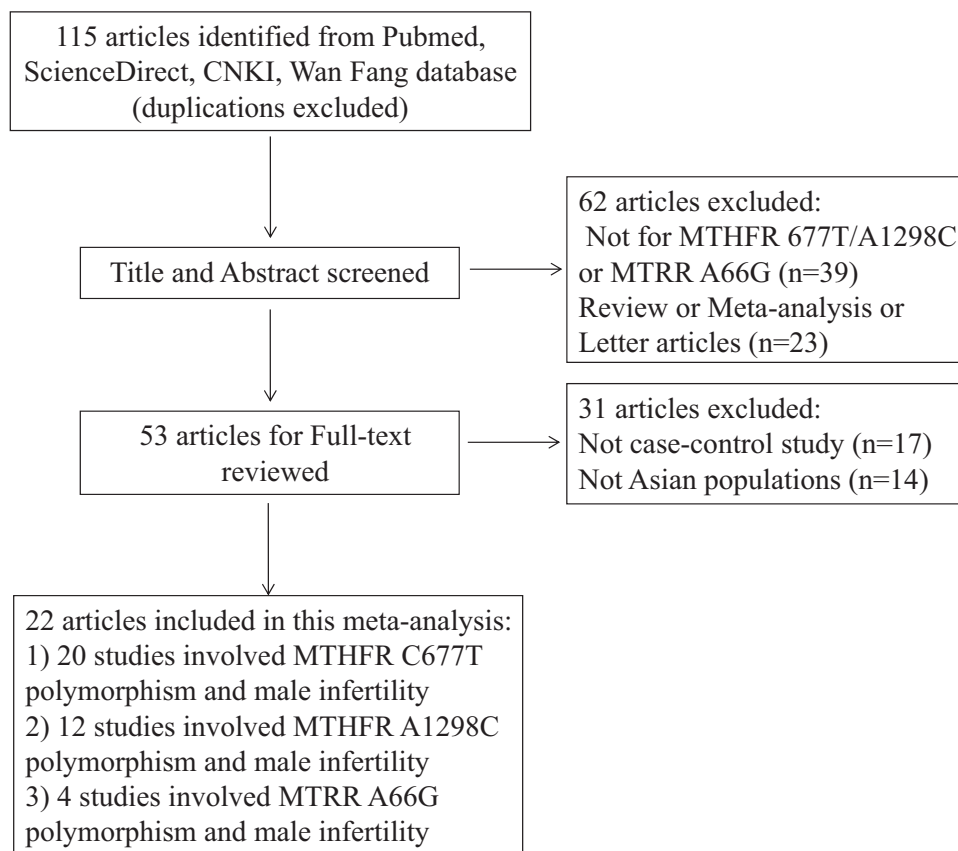 115 articles identified from Pubmed,
ScienceDirect, CNKI, Wan Fang database
(duplications excluded)
62 articles excluded:
Not for MTHFR 677T/A1298C
or MTRR A66G (n=39)
Review or Meta-analysis or
Letter articles (n=23)
Title and Abstract screened
31 articles excluded:
Not case-control study (n=17)
Not Asian populations (n=14)
53 articles for Full-text
reviewed
22 articles included in this meta-analysis:
1) 20 studies involved MTHFR C677T
polymorphism and male infertility
2) 12 studies involved MTHFR A1298C
polymorphism and male infertility
3) 4 studies involved MTRR A66G
polymorphism and male infertility